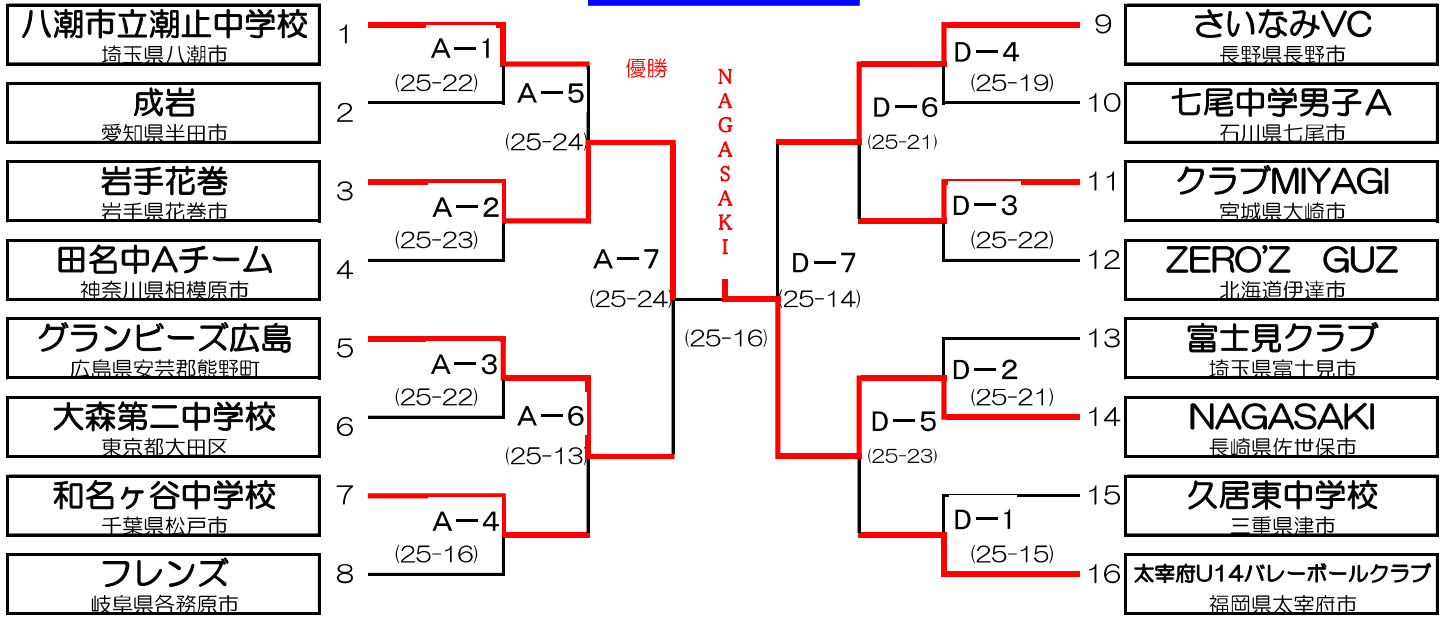 八潮市立潮止中学校
埼玉県八潮市
1
成岩
愛知県半田市
2
岩手花巻
岩手県花巻市
3
田名中Aチーム
神奈川県相模原市
4
グランビーズ広島
広島県安芸郡熊野町
5
大森第二中学校
東京都大田区
6
和名ヶ谷中学校
千葉県松戸市
7
フレンズ
岐阜県各務原市
8
A－1
(25-22)
A－2
(25-23)
A－3
(25-22)
A－4
(25-16)
A－5
(25-24)
A－6
(25-13)
A－7
(25-24)
優勝
NAGASAKI
(25-16)
D－7
(25-14)
D－6
(25-21)
D－5
(25-23)
D－4
(25-19)
D－3
(25-22)
D－2
(25-21)
D－1
(25-15)
9
さいなみVC
長野県長野市
10
七尾中学男子A
石川県七尾市
11
クラブMIYAGI
宮城県大崎市
12
ZERO'Z　GUZ
北海道伊達市
13
富士見クラブ
埼玉県富士見市
14
NAGASAKI
長崎県佐世保市
15
久居東中学校
三重県津市
16
太宰府U14バレーボールクラブ
福岡県太宰府市